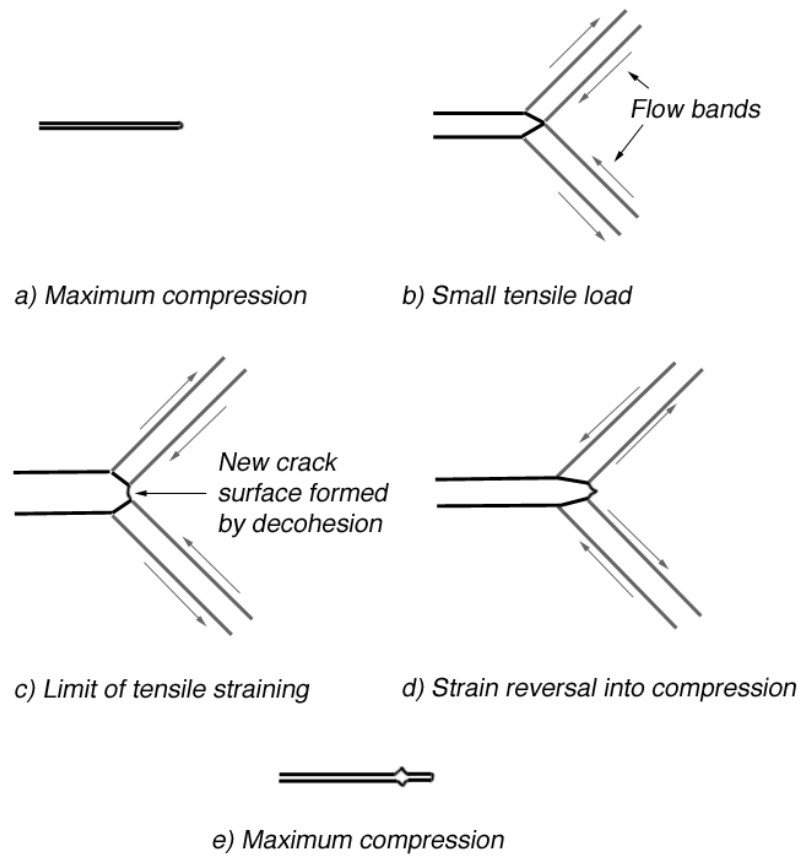 Flow bands
a) Maximum compression
b) Small tensile load
New crack
surface formed
by decohesion
c) Limit of tensile straining
d) Strain reversal into compression
e) Maximum compression